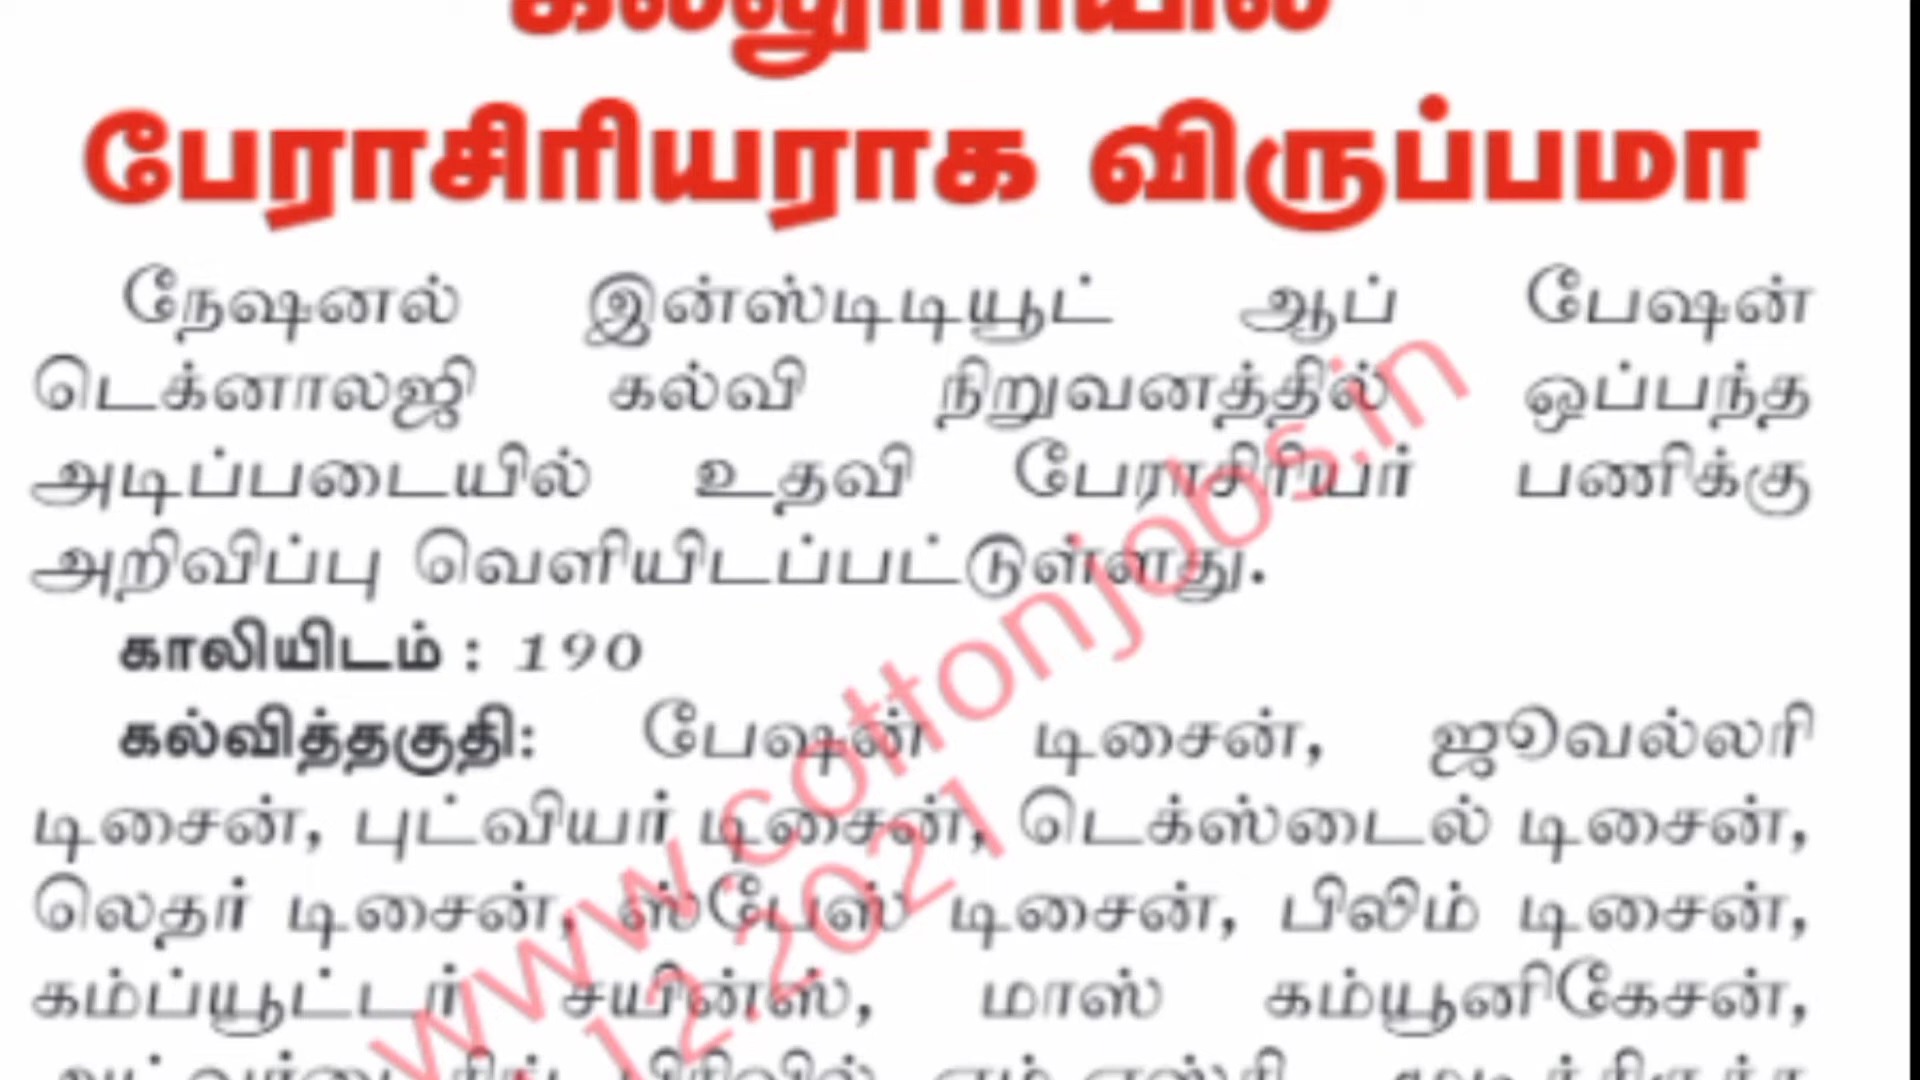 கல்லூரியில்
பேராசிரியராக விருப்பமா
நேஷனல் இன்ஸ்டிடியூட் ஆப் பேஷன்
டெக்னாலஜி கல்வி நிறுவனத்தில் ஒப்பந்த
அடிப்படையில் உதவி பேராசிரியர் பணிக்கு
அறிவிப்பு வெளியிடப்பட்டுள்ளது.
காலியிடம் : 190
கல்வித்தகுதி: பேஷன் டிசைன், ஜூவல்லரி
டிசைன், புட்வியர் டிசைன், டெக்ஸ்டைல் டிசைன்,
லெதர் டிசைன், ஸ்பேஸ் டிசைன், பிலிம் டிசைன்,
கம்ப்யூட்டர் சயின்ஸ், மாஸ் கம்யூனிகேசன்,
www.cottonjobs.in
12.2021